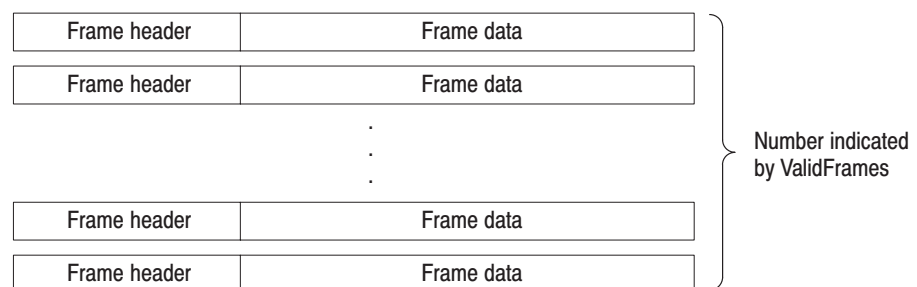 Frame header Frame data
Frame header Frame data
.
.
.
Number indicated
by ValidFrames
Frame header Frame data
Frame header Frame data